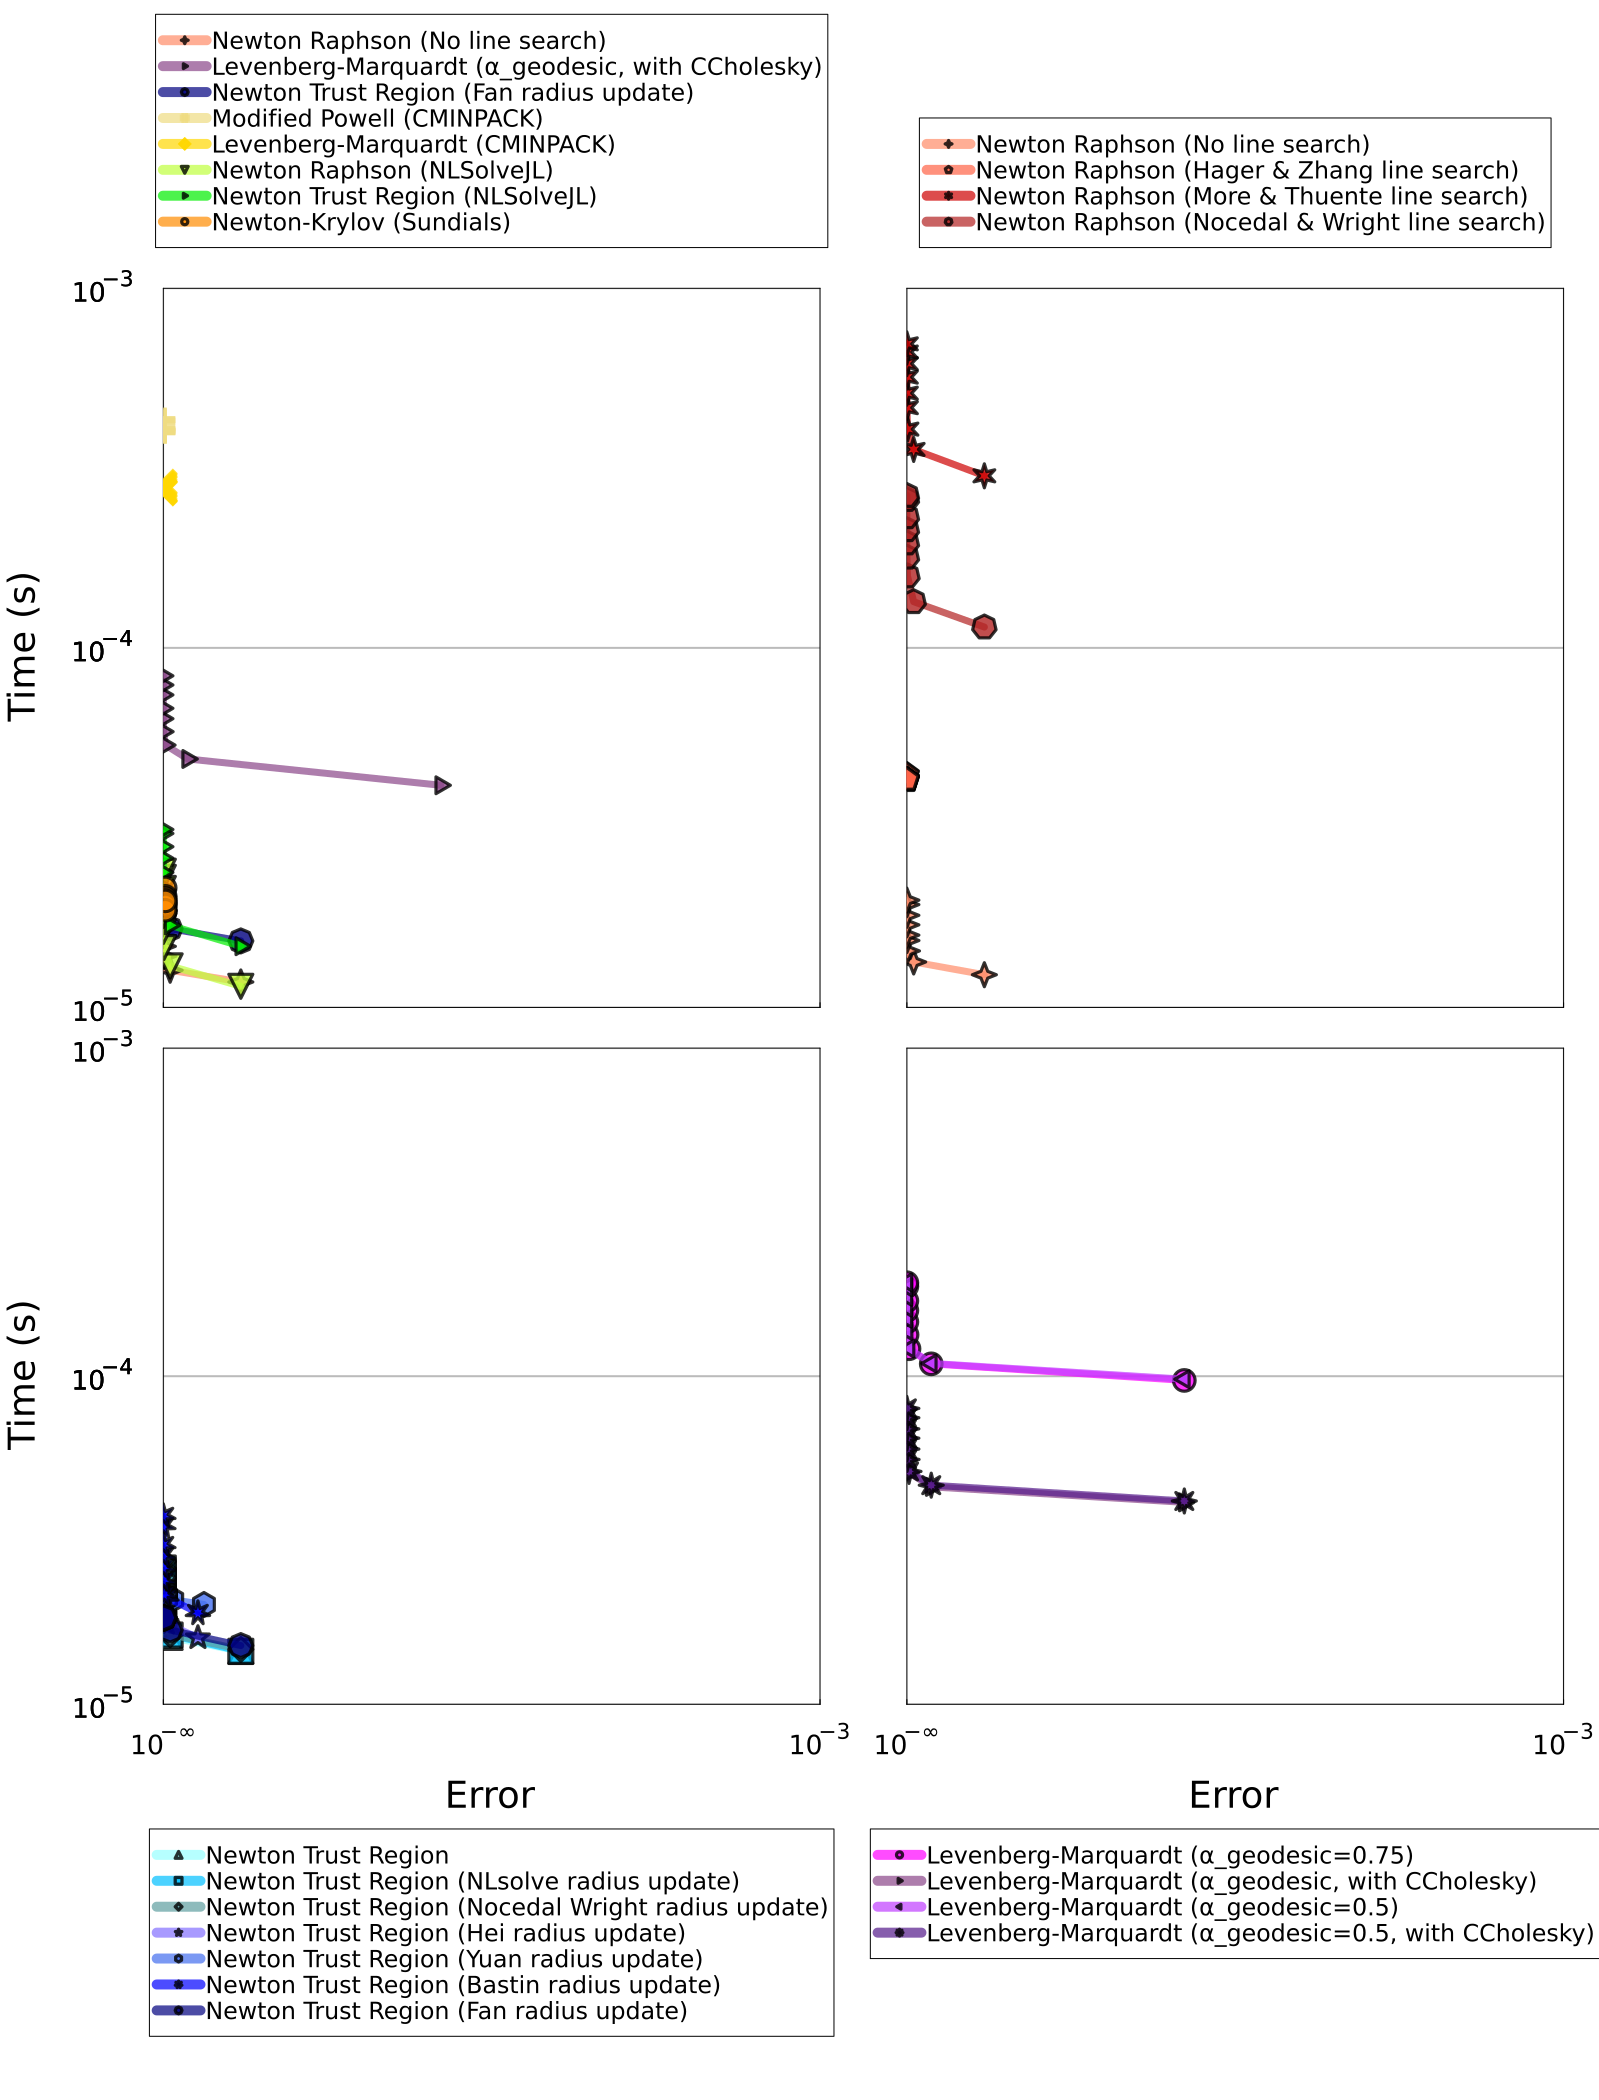 Newton Raphson (No line search)
Levenberg-Marquardt (α_geodesic, with CCholesky)
Newton Trust Region (Fan radius update)
Modified Powell (CMINPACK)
Levenberg-Marquardt (CMINPACK)
Newton Raphson (NLSolveJL)
Newton Trust Region (NLSolveJL)
Newton-Krylov (Sundials)
Newton Raphson (No line search)
Newton Raphson (Hager & Zhang line search)
Newton Raphson (More & Thuente line search)
Newton Raphson (Nocedal & Wright line search)
10⁻³
10⁻⁴
10⁻⁵
Time (s)
10⁻³
10⁻⁴
10⁻⁵
Time (s)
10^−∞
10⁻³
10^−∞
10⁻³
Error
Error
Newton Trust Region
Newton Trust Region (NLsolve radius update)
Newton Trust Region (Nocedal Wright radius update)
Newton Trust Region (Hei radius update)
Newton Trust Region (Yuan radius update)
Newton Trust Region (Bastin radius update)
Newton Trust Region (Fan radius update)
Levenberg-Marquardt (α_geodesic=0.75)
Levenberg-Marquardt (α_geodesic, with CCholesky)
Levenberg-Marquardt (α_geodesic=0.5)
Levenberg-Marquardt (α_geodesic=0.5, with CCholesky)